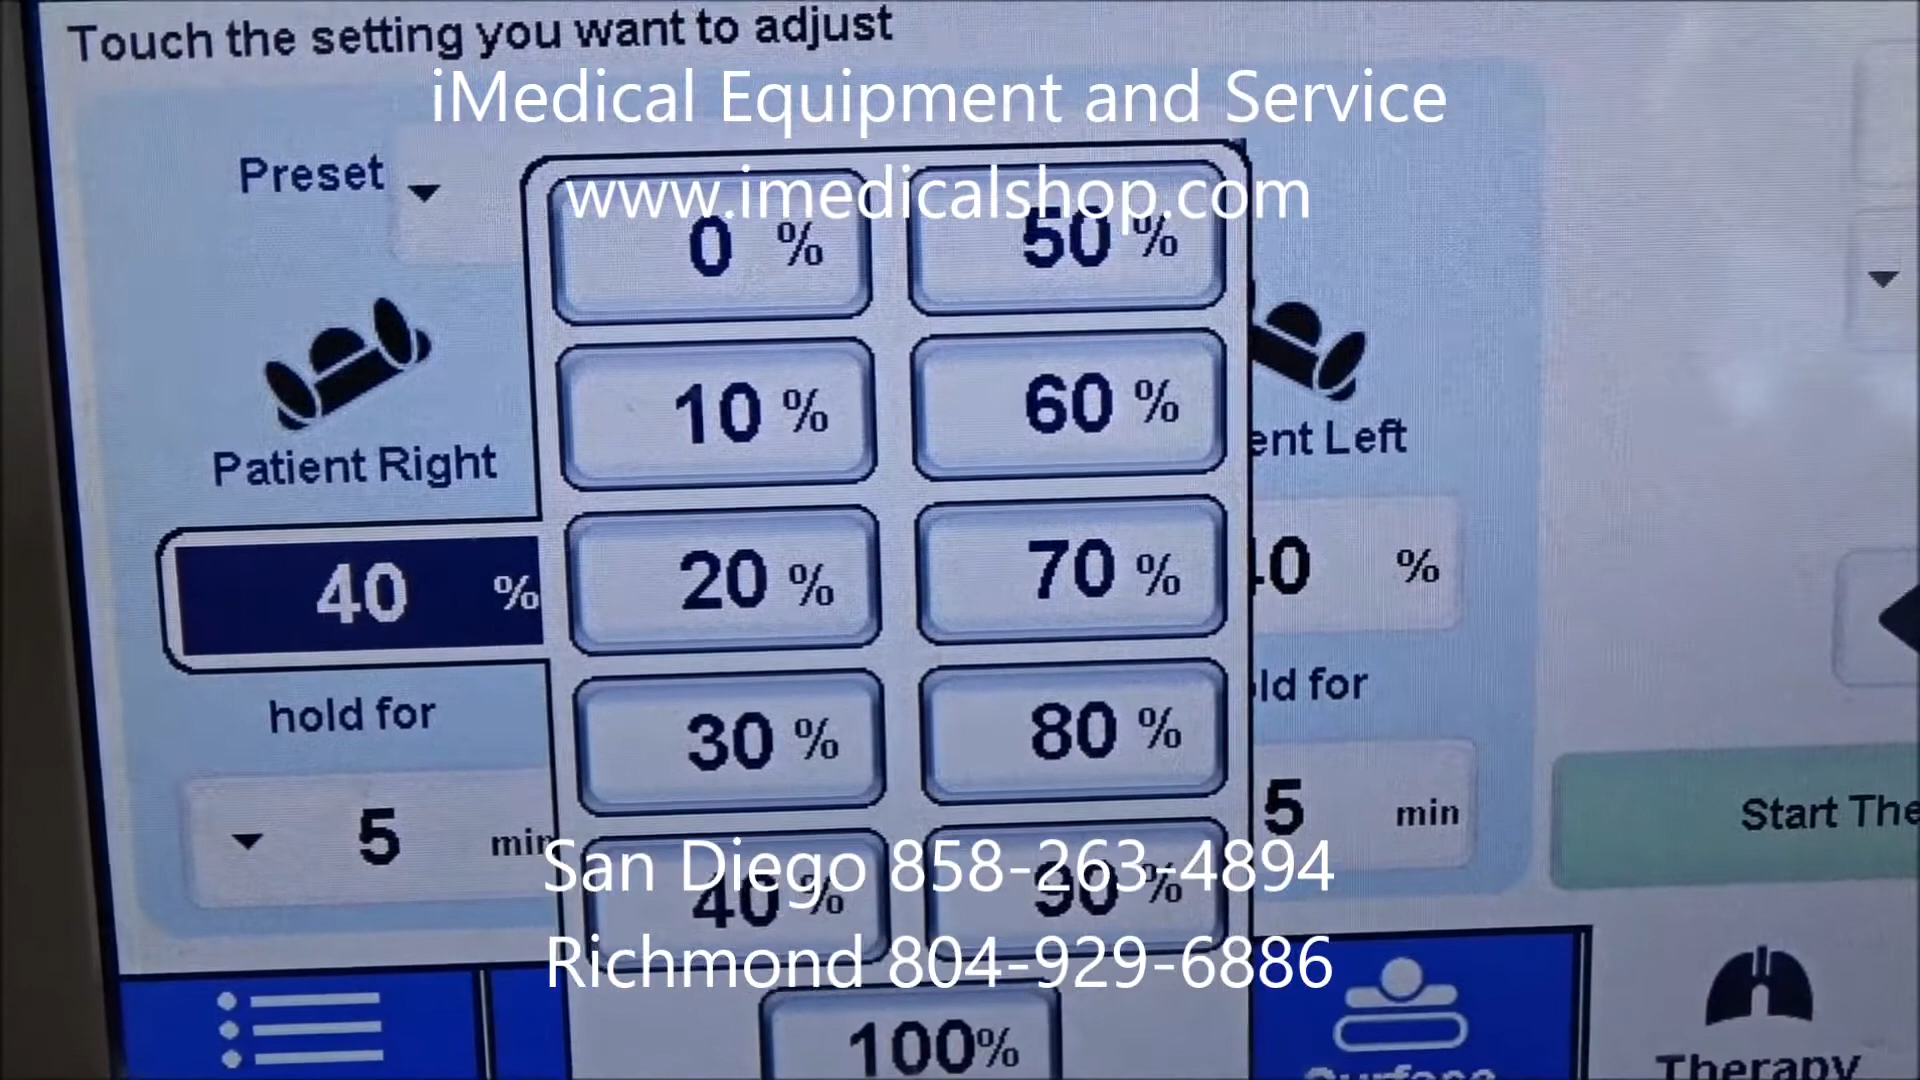 Touch the setting you want to adjust
iMedical Equipment and Service
www.imedicalshop.com
Preset
0 %
50 %
10 %
60 %
Patient Right
ent Left
20 %
70 %
40 %
0 %
30 %
80 %
hold for
ld for
5 min
5 min
Start The
San Diego 858-263-4894
40 %
90 %
Richmond 804-929-6886
100%
Surface
Therapy